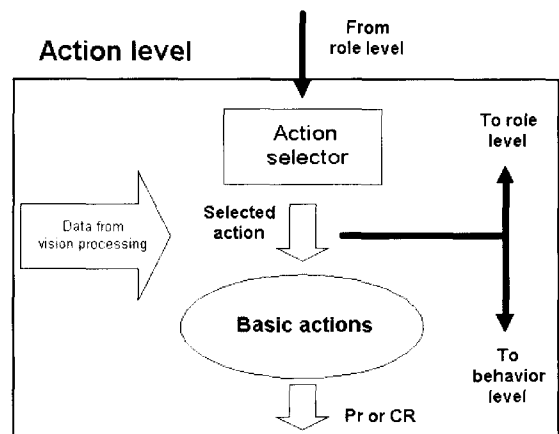 From
role level
Action level
Action
selector
To role
level
Data from
vision processing
Selected
action
Basic actions
To
behavior
level
Pr or CR